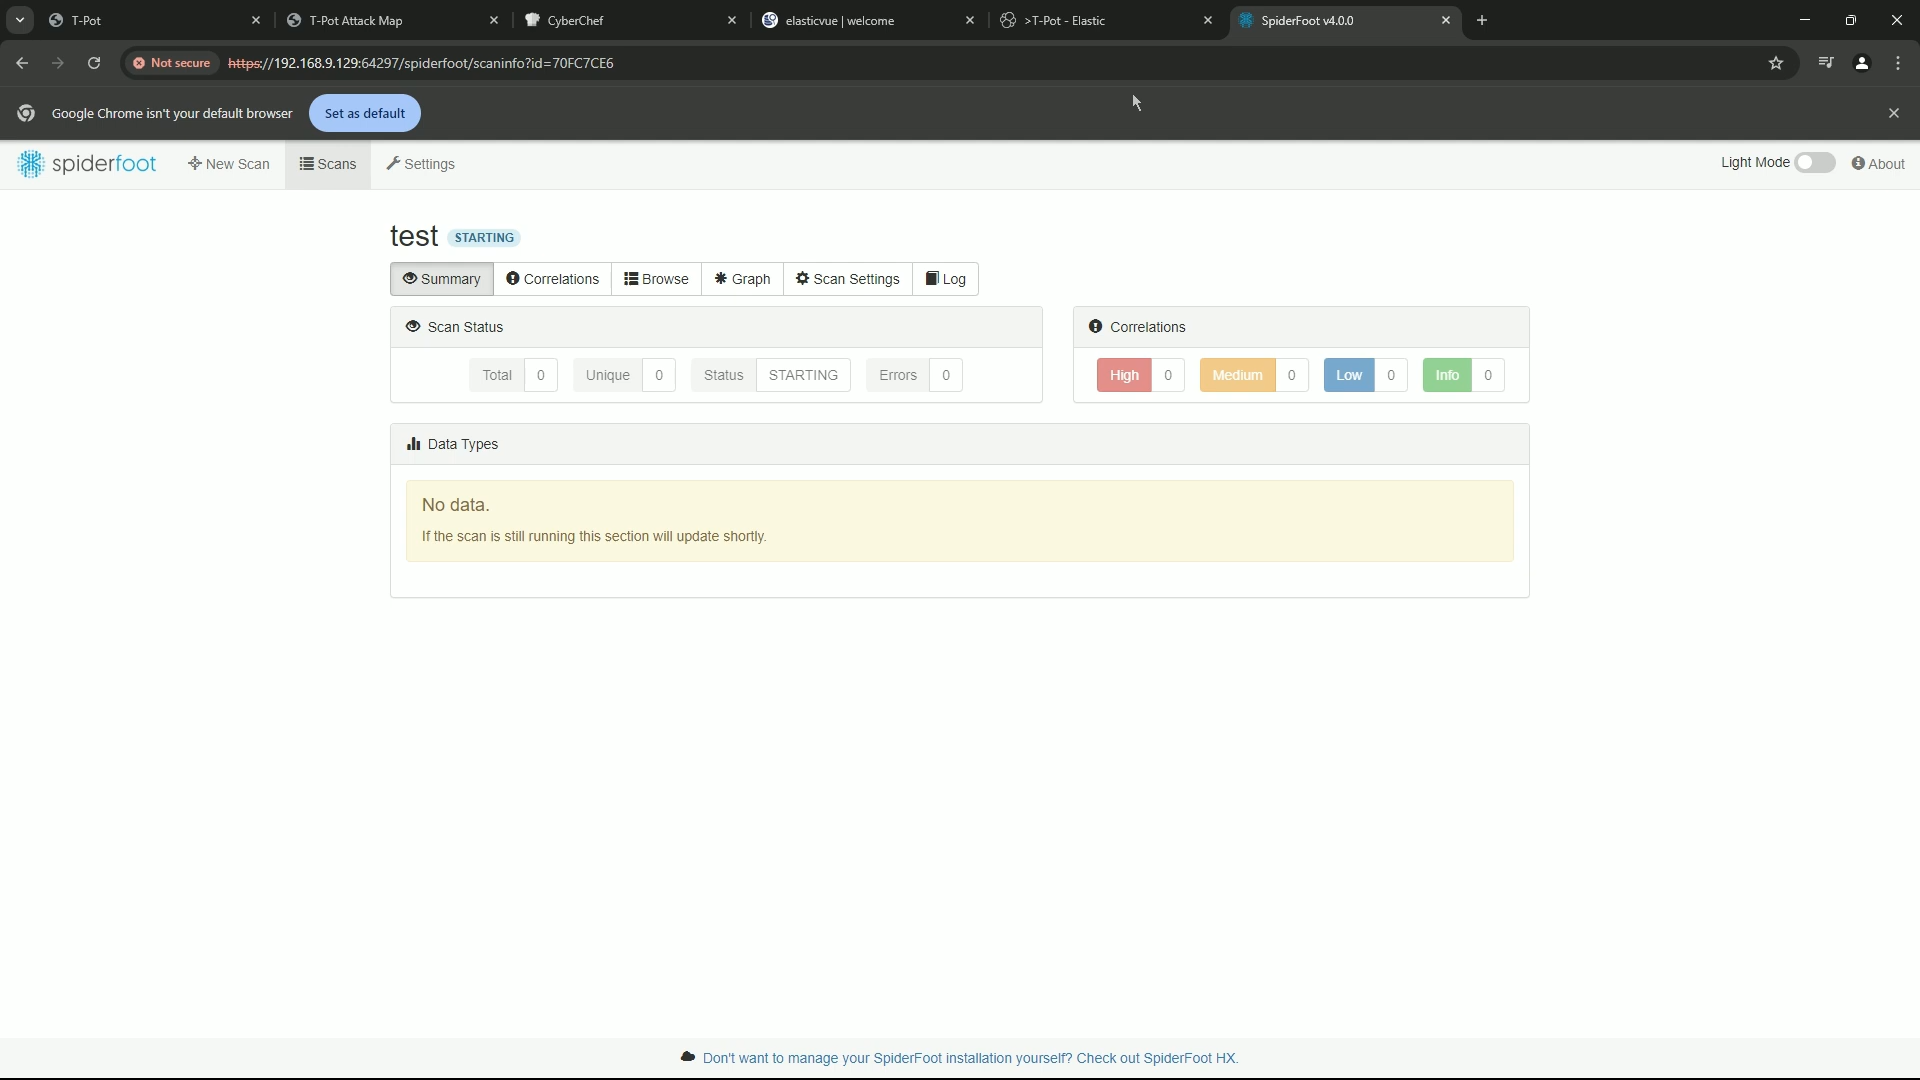 T-Pot
T-Pot Attack Map
CyberChef
elasticvue | welcome
>T-Pot - Elastic
SpiderFoot v4.0.0
Not secure https://192.168.9.129:64297/spiderfoot/scaninfo?id=70FC7CE6
Google Chrome isn't your default browser Set as default
spiderfoot New Scan Scans Settings Light Mode About
test STARTING
Summary Correlations Browse Graph Scan Settings Log
Scan Status
Total 0 Unique 0 Status STARTING Errors 0
Correlations
High 0 Medium 0 Low 0 Info 0
Data Types
No data.
If the scan is still running this section will update shortly.
Don't want to manage your SpiderFoot installation yourself? Check out SpiderFoot HX.